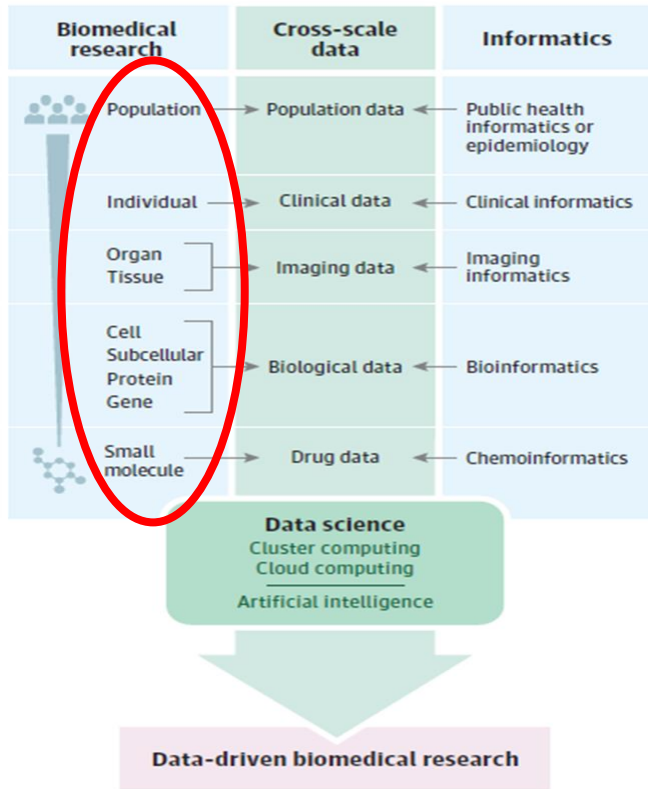 Biomedical
research
Cross-scale
data
Informatics
Population
Population data
Public health
informatics or
epidemiology
Individual
Clinical data
Clinical informatics
Organ
Tissue
Imaging data
Imaging
informatics
Cell
Subcellular
Protein
Gene
Biological data
Bioinformatics
Small
molecule
Drug data
Chemoinformatics
Data science
Cluster computing
Cloud computing
Artificial intelligence
Data-driven biomedical research